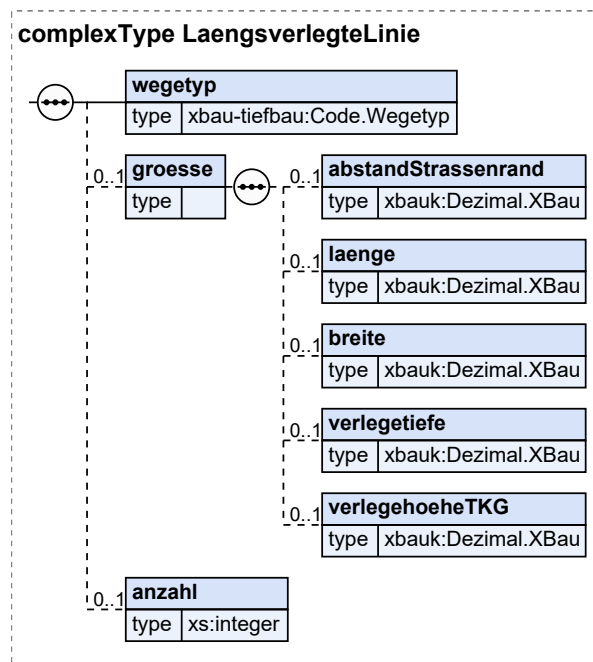 complexType LaengsverlegteLinie
wegetyp
type xbau-tiefbau:Code.Wegetyp
0..1 groesse
type
0..1 abstandStrassenrand
type xbauk:Dezimal.XBau
0..1 laenge
type xbauk:Dezimal.XBau
0..1 breite
type xbauk:Dezimal.XBau
0..1 verlegetiefe
type xbauk:Dezimal.XBau
0..1 verlegehoeheTKG
type xbauk:Dezimal.XBau
0..1 anzahl
type xs:integer